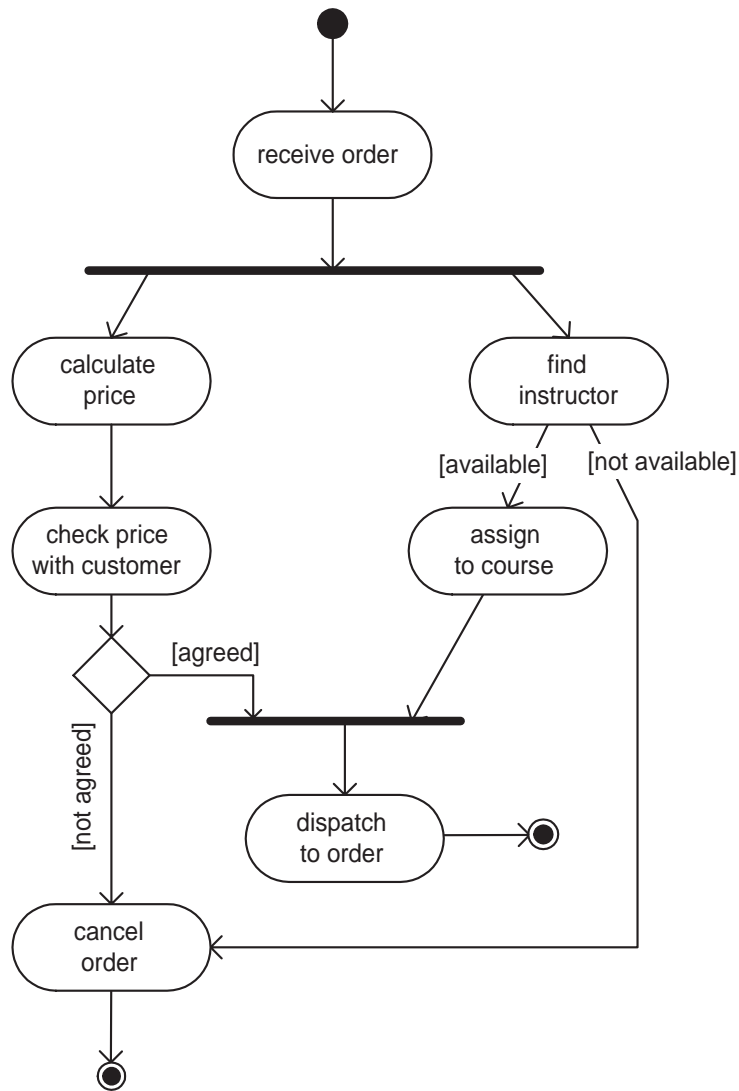 receive order
calculate
price
find
instructor
[available]
[not available]
check price
with customer
assign
to course
[agreed]
[not agreed]
dispatch
to order
cancel
order